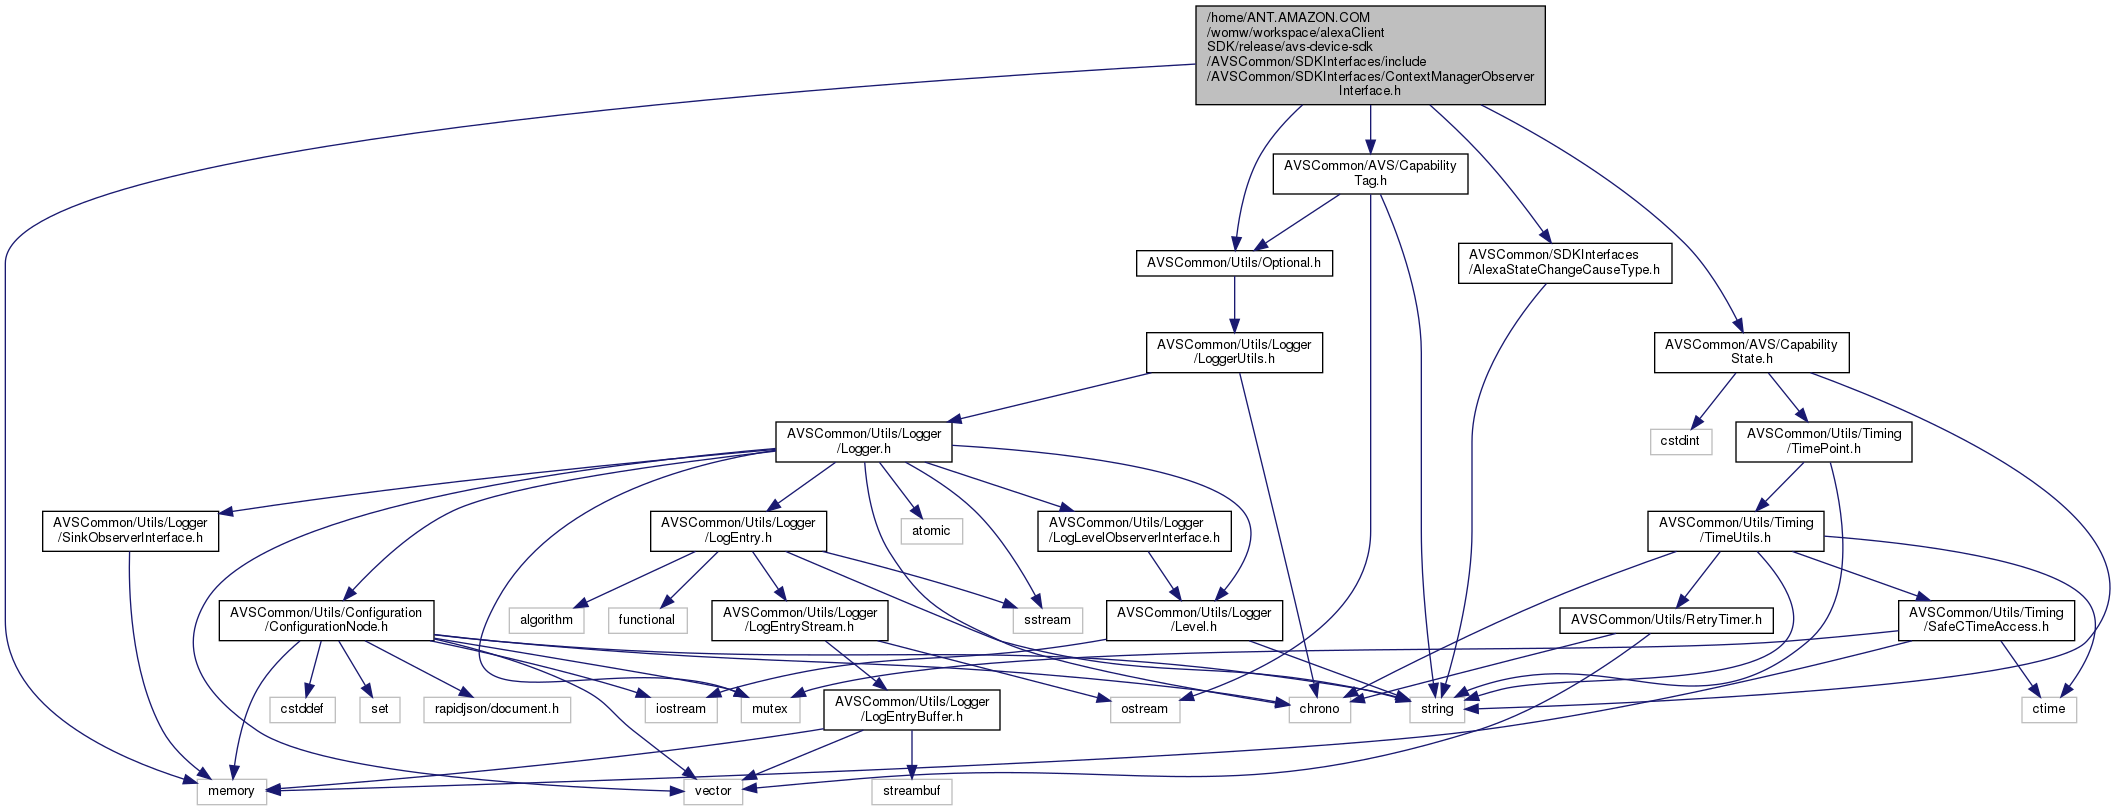 /home/ANT.AMAZON.COM
/womw/workspace/alexaClient
SDK/release/avs-device-sdk
/AVSCommon/SDKInterfaces/include
/AVSCommon/SDKInterfaces/ContextManagerObserver
Interface.h
AVSCommon/AVS/Capability
Tag.h
AVSCommon/Utils/Optional.h
AVSCommon/SDKInterfaces
/AlexaStateChangeCauseType.h
AVSCommon/Utils/Logger
/LoggerUtils.h
AVSCommon/AVS/Capability
State.h
AVSCommon/Utils/Logger
/Logger.h
cstdint
AVSCommon/Utils/Timing
/TimePoint.h
AVSCommon/Utils/Logger
/SinkObserverInterface.h
AVSCommon/Utils/Logger
/LogEntry.h
atomic
AVSCommon/Utils/Logger
/LogLevelObserverInterface.h
AVSCommon/Utils/Timing
/TimeUtils.h
AVSCommon/Utils/Configuration
/ConfigurationNode.h
algorithm
functional
AVSCommon/Utils/Logger
/LogEntryStream.h
sstream
AVSCommon/Utils/Logger
/Level.h
AVSCommon/Utils/RetryTimer.h
AVSCommon/Utils/Timing
/SafeCTimeAccess.h
cstddef
set
rapidjson/document.h
iostream
mutex
AVSCommon/Utils/Logger
/LogEntryBuffer.h
ostream
chrono
string
ctime
memory
vector
streambuf